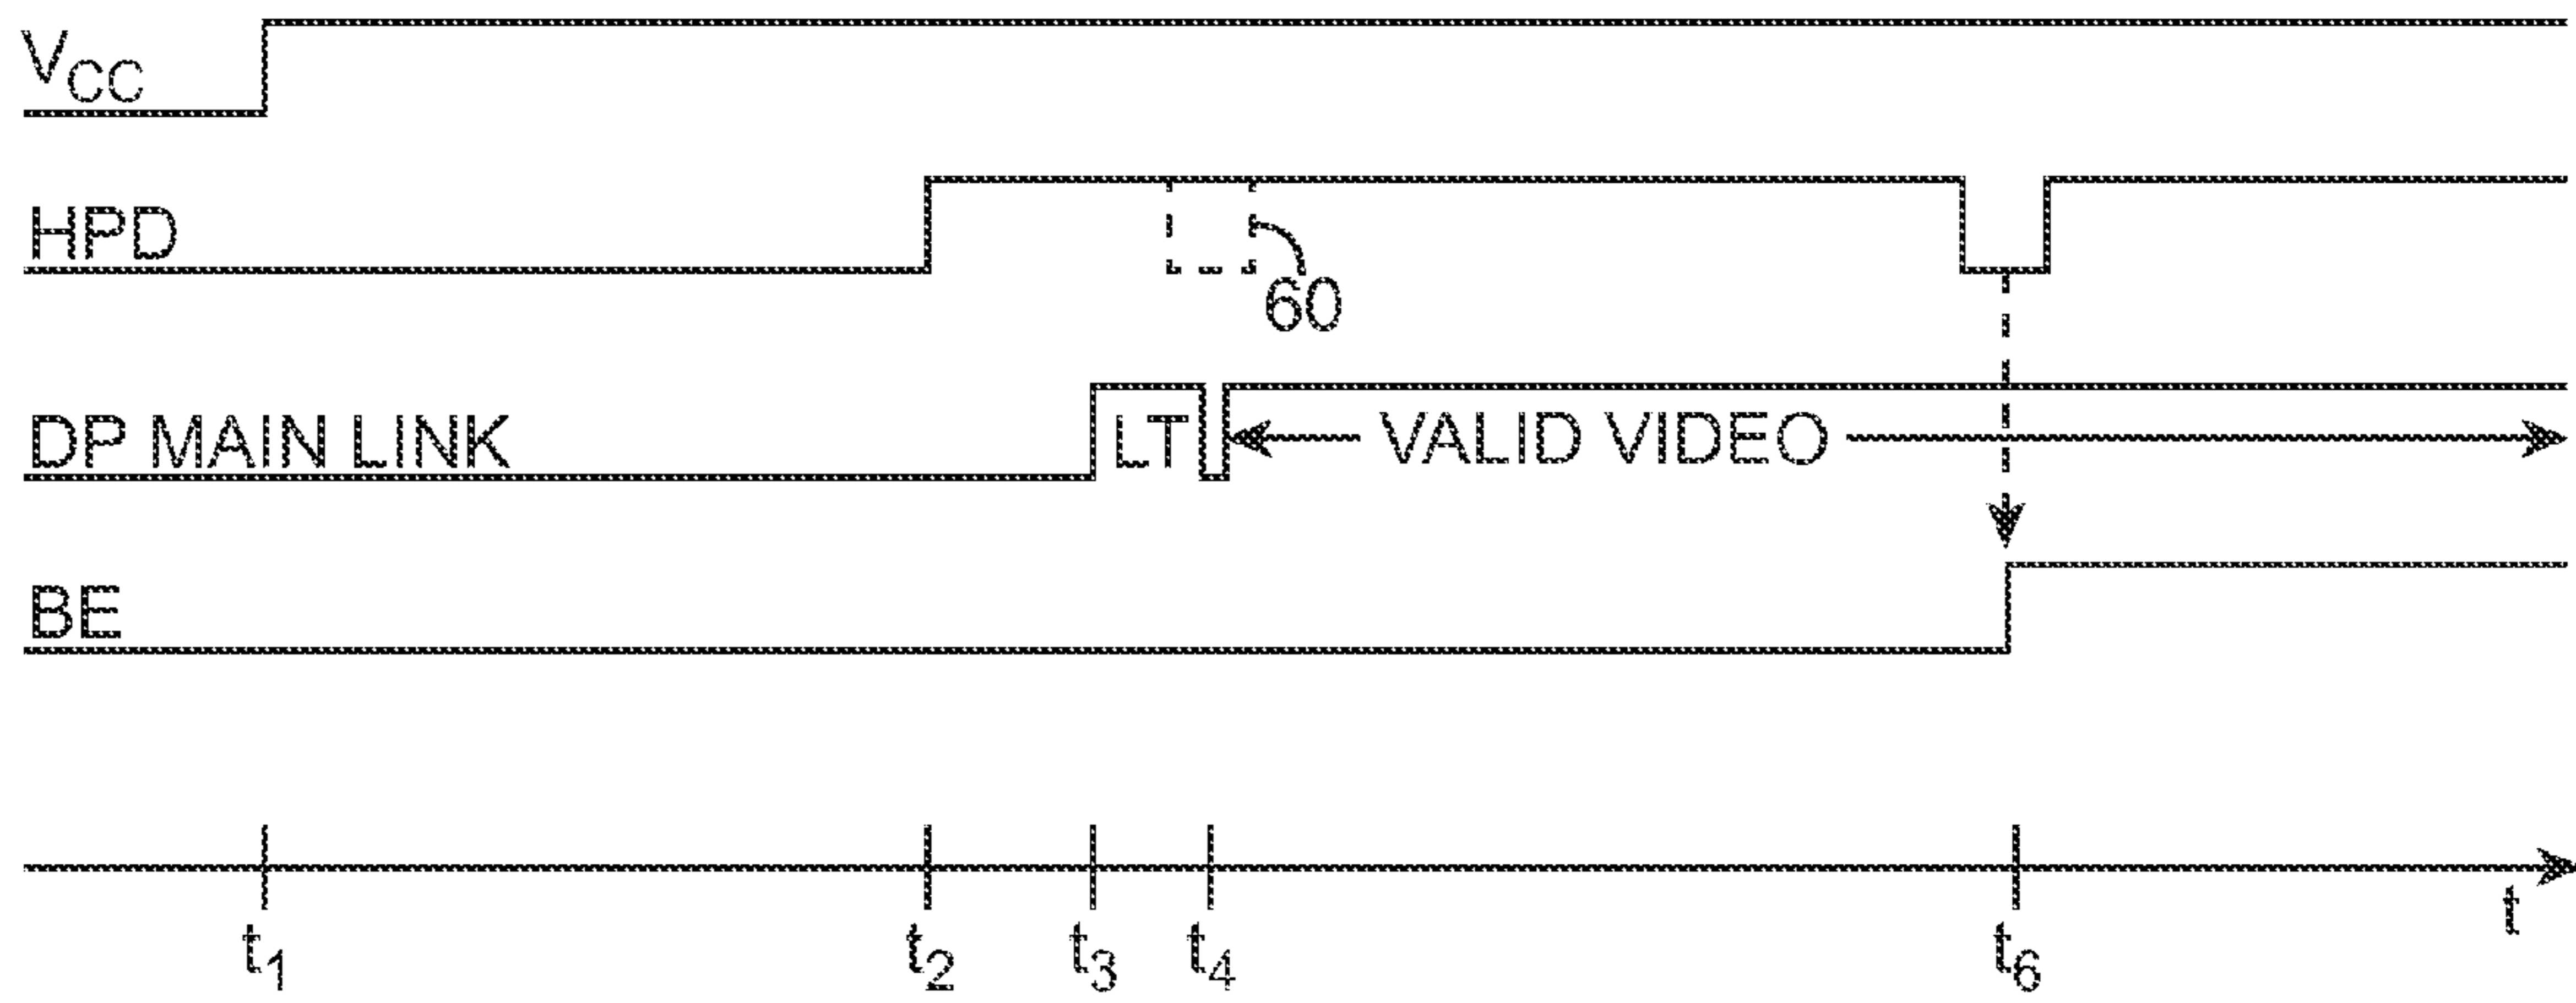 VCC
HPD
60
DP MAIN LINK
LT
VALID VIDEO
BE
t1
t2
t3
t4
t6
t